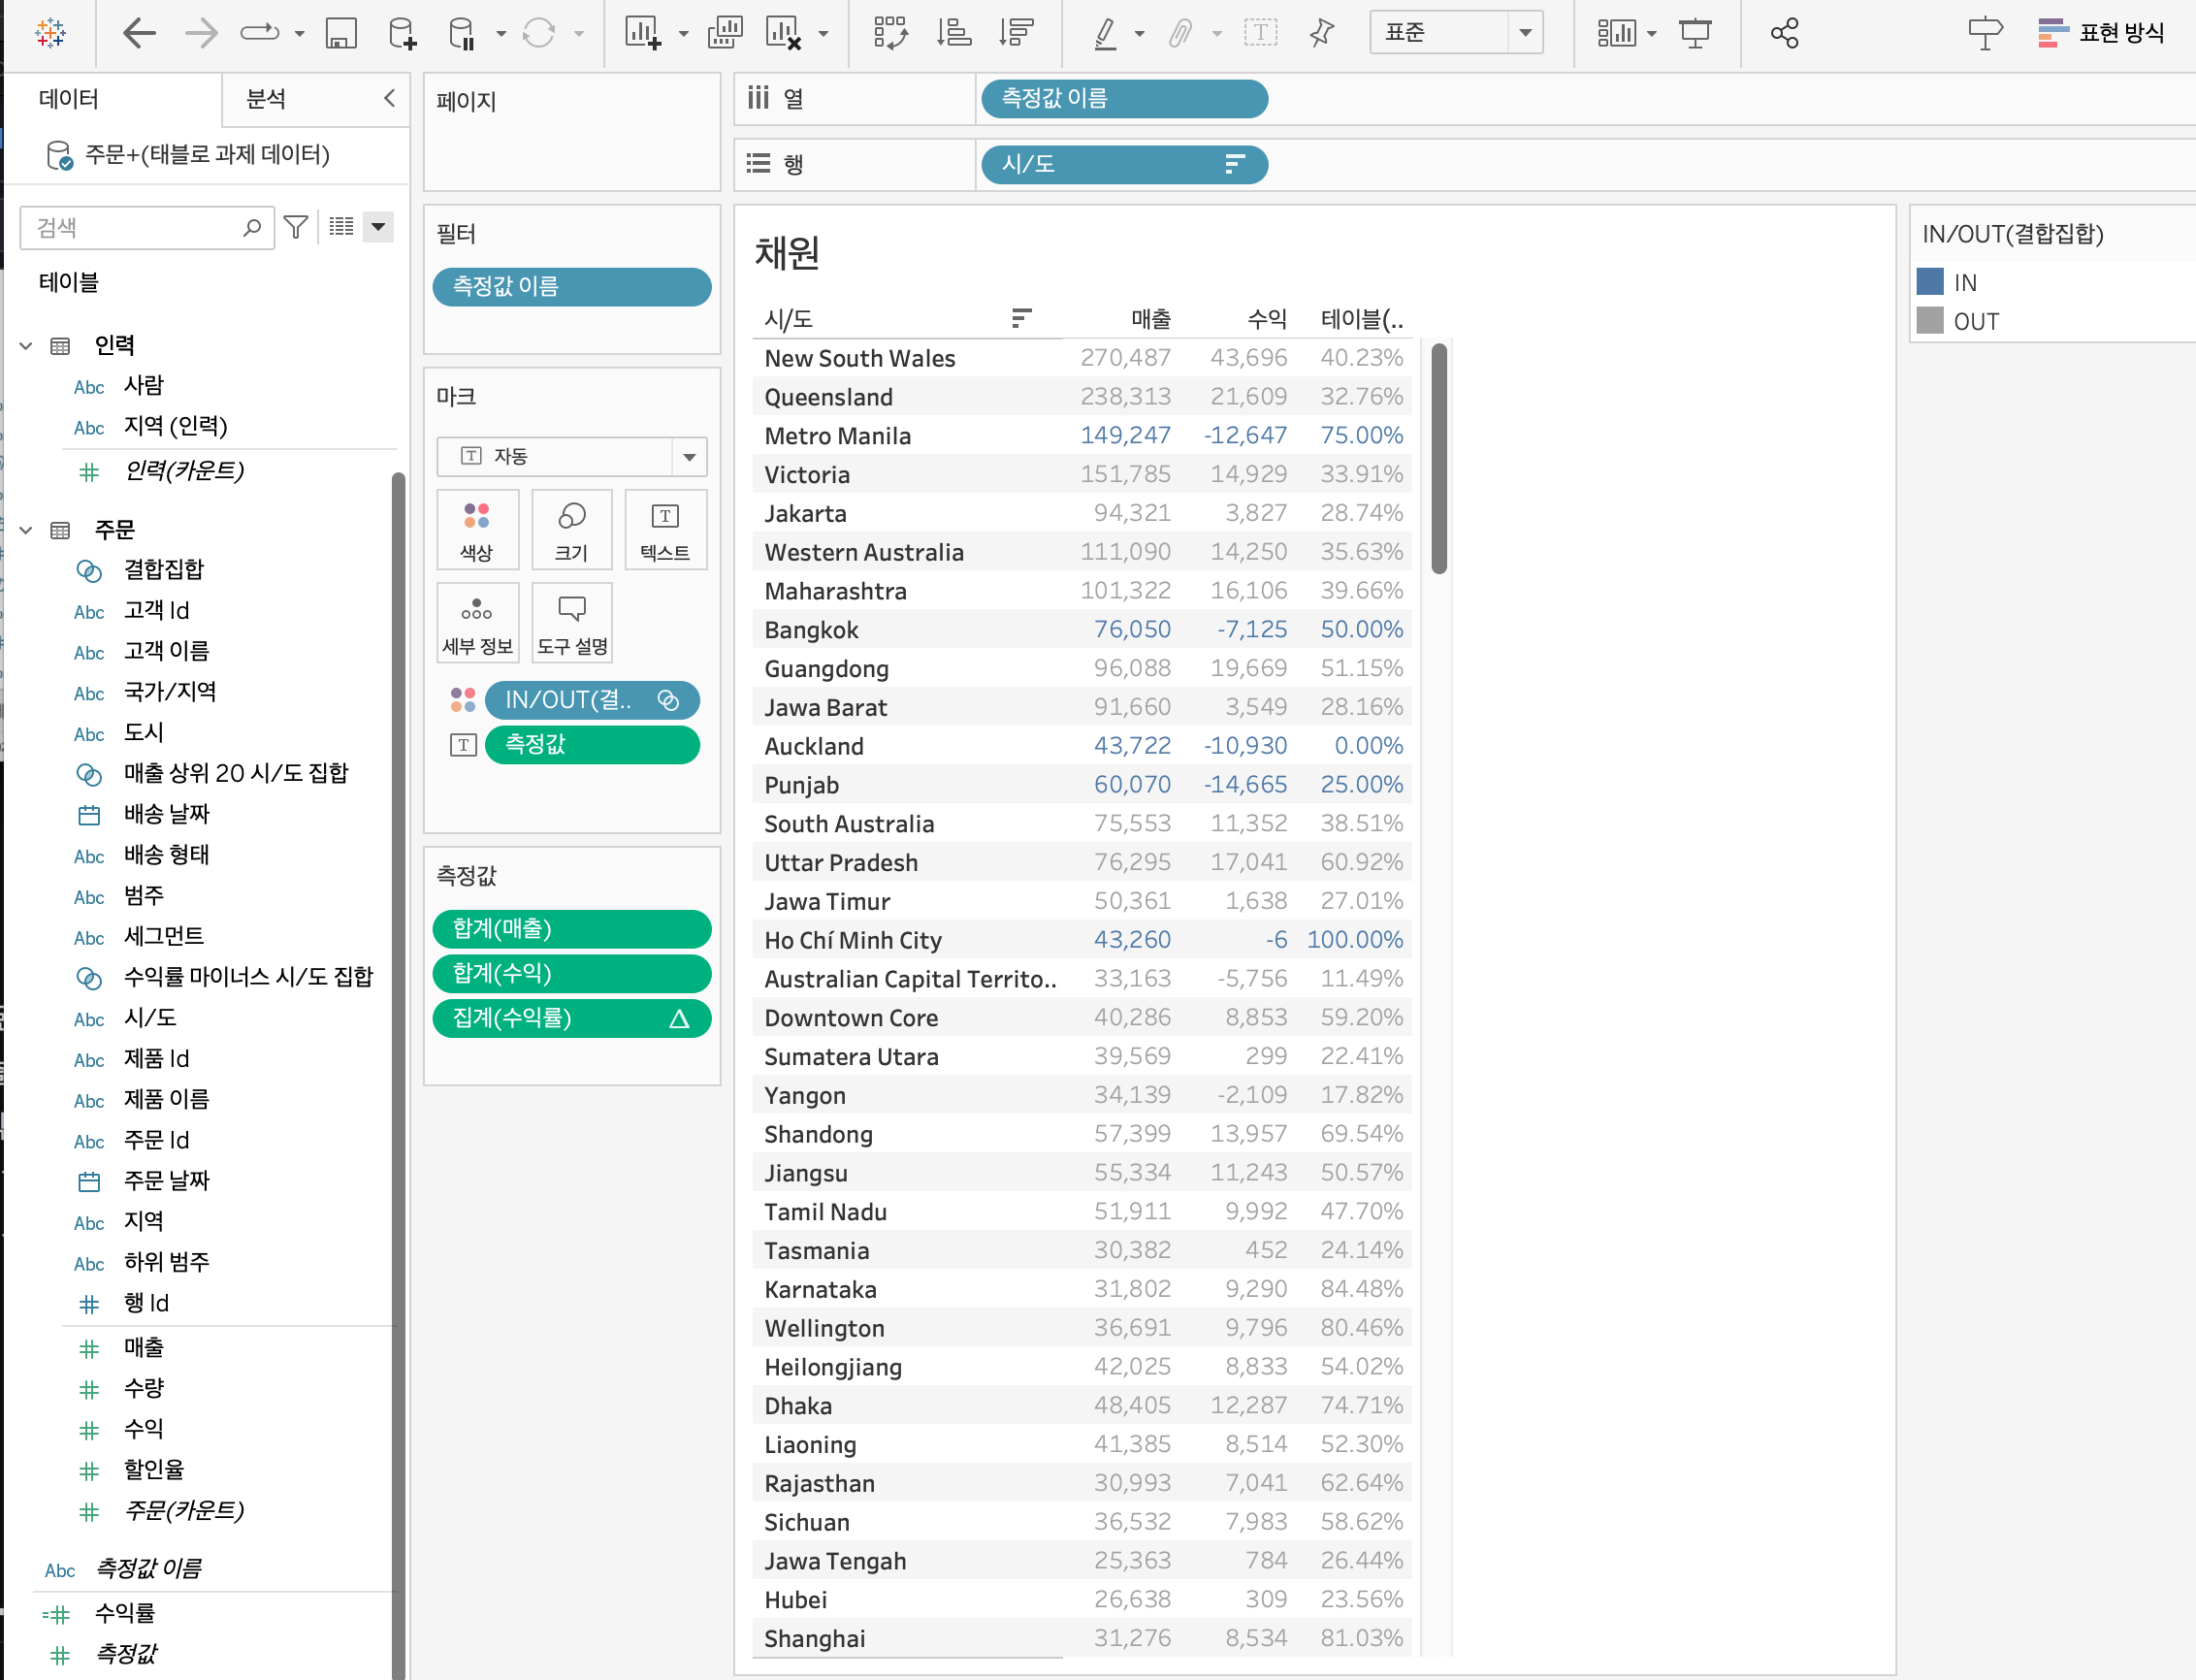 표준
표현 방식
데이터
분석
주문+(태블로 과제 데이터)
검색
테이블
인력
Abc 사람
Abc 지역 (인력)
인력(카운트)
주문
결합집합
Abc 고객 Id
Abc 고객 이름
Abc 국가/지역
Abc 도시
매출 상위 20 시/도 집합
배송 날짜
Abc 배송 형태
Abc 범주
Abc 세그먼트
수익률 마이너스 시/도 집합
Abc 시/도
Abc 제품 Id
Abc 제품 이름
Abc 주문 Id
주문 날짜
Abc 지역
Abc 하위 범주
행 Id
매출
수량
수익
할인율
주문(카운트)
Abc 측정값 이름
수익률
측정값
페이지
필터
측정값 이름
마크
자동
색상 크기 텍스트
세부 정보 도구 설명
IN/OUT(결..
측정값
측정값
합계(매출)
합계(수익)
집계(수익률)
열 측정값 이름
행 시/도
채원
시/도 매출 수익 테이블(..
New South Wales 270,487 43,696 40.23%
Queensland 238,313 21,609 32.76%
Metro Manila 149,247 -12,647 75.00%
Victoria 151,785 14,929 33.91%
Jakarta 94,321 3,827 28.74%
Western Australia 111,090 14,250 35.63%
Maharashtra 101,322 16,106 39.66%
Bangkok 76,050 -7,125 50.00%
Guangdong 96,088 19,669 51.15%
Jawa Barat 91,660 3,549 28.16%
Auckland 43,722 -10,930 0.00%
Punjab 60,070 -14,665 25.00%
South Australia 75,553 11,352 38.51%
Uttar Pradesh 76,295 17,041 60.92%
Jawa Timur 50,361 1,638 27.01%
Ho Chí Minh City 43,260 -6 100.00%
Australian Capital Territo.. 33,163 -5,756 11.49%
Downtown Core 40,286 8,853 59.20%
Sumatera Utara 39,569 299 22.41%
Yangon 34,139 -2,109 17.82%
Shandong 57,399 13,957 69.54%
Jiangsu 55,334 11,243 50.57%
Tamil Nadu 51,911 9,992 47.70%
Tasmania 30,382 452 24.14%
Karnataka 31,802 9,290 84.48%
Wellington 36,691 9,796 80.46%
Heilongjiang 42,025 8,833 54.02%
Dhaka 48,405 12,287 74.71%
Liaoning 41,385 8,514 52.30%
Rajasthan 30,993 7,041 62.64%
Sichuan 36,532 7,983 58.62%
Jawa Tengah 25,363 784 26.44%
Hubei 26,638 309 23.56%
Shanghai 31,276 8,534 81.03%
IN/OUT(결합집합)
IN
OUT